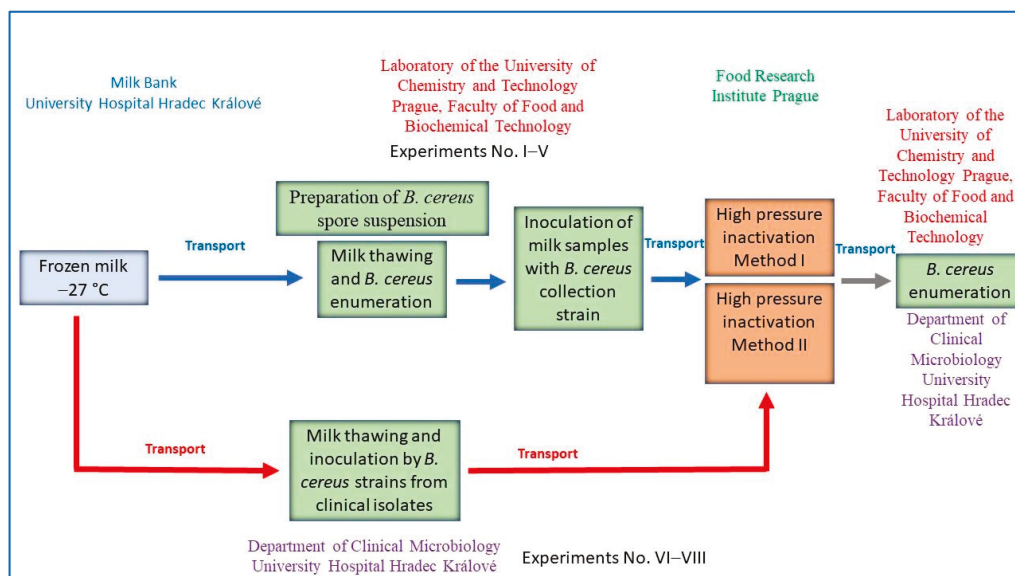 Milk Bank
University Hospital Hradec Králové
Laboratory of the University of
Chemistry and Technology
Prague, Faculty of Food and
Biochemical Technology
Experiments No. I–V
Food Research
Institute Prague
Laboratory of the
University of
Chemistry and
Technology Prague,
Faculty of Food and
Biochemical
Technology
Frozen milk
–27 °C
Transport
Preparation of B. cereus
spore suspension
Milk thawing
and B. cereus
enumeration
Inoculation of
milk samples
with B. cereus
collection
strain
Transport
High pressure
inactivation
Method I
High pressure
inactivation
Method II
Transport
B. cereus
enumeration
Department of
Clinical
Microbiology
University
Hospital Hradec
Králové
Transport
Milk thawing and
inoculation by B.
cereus strains from
clinical isolates
Transport
Department of Clinical Microbiology
University Hospital Hradec Králové
Experiments No. VI–VIII